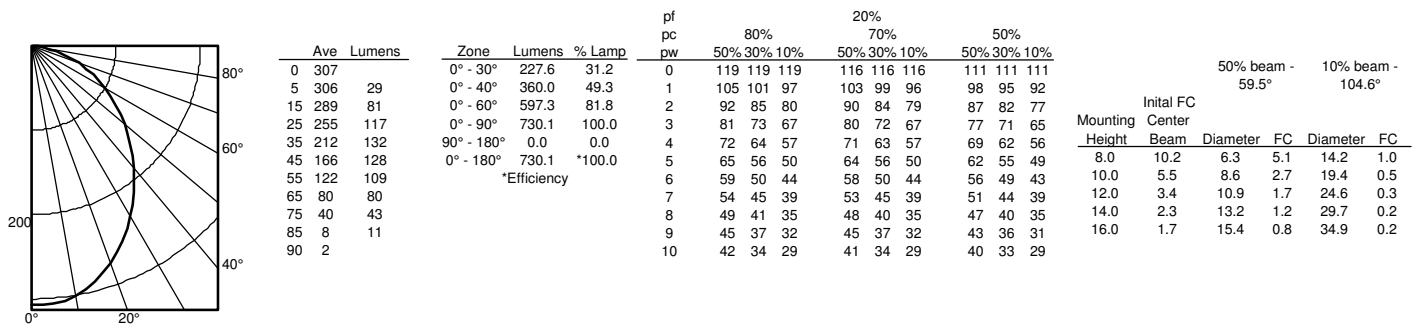 80°
60°
200
40°
0° 20°
Ave Lumens
0 307
5 306 29
15 289 81
25 255 117
35 212 132
45 166 128
55 122 109
65 80 80
75 40 43
85 8 11
90 2
Zone Lumens % Lamp
0° - 30° 227.6 31.2
0° - 40° 360.0 49.3
0° - 60° 597.3 81.8
0° - 90° 730.1 100.0
90° - 180° 0.0 0.0
0° - 180° 730.1 *100.0
*Efficiency
pf 20%
pc 80% 70% 50%
pw 50% 30% 10% 50% 30% 10% 50% 30% 10%
0 119 119 119 116 116 116 111 111 111
1 105 101 97 103 99 96 98 95 92
2 92 85 80 90 84 79 87 82 77
3 81 73 67 80 72 67 77 71 65
4 72 64 57 71 63 57 69 62 56
5 65 56 50 64 56 50 62 55 49
6 59 50 44 58 50 44 56 49 43
7 54 45 39 53 45 39 51 44 39
8 49 41 35 48 40 35 47 40 35
9 45 37 32 45 37 32 43 36 31
10 42 34 29 41 34 29 40 33 29
50% beam - 10% beam -
59.5° 104.6°
Inital FC
Mounting Center
Height Beam Diameter FC Diameter FC
8.0 10.2 6.3 5.1 14.2 1.0
10.0 5.5 8.6 2.7 19.4 0.5
12.0 3.4 10.9 1.7 24.6 0.3
14.0 2.3 13.2 1.2 29.7 0.2
16.0 1.7 15.4 0.8 34.9 0.2